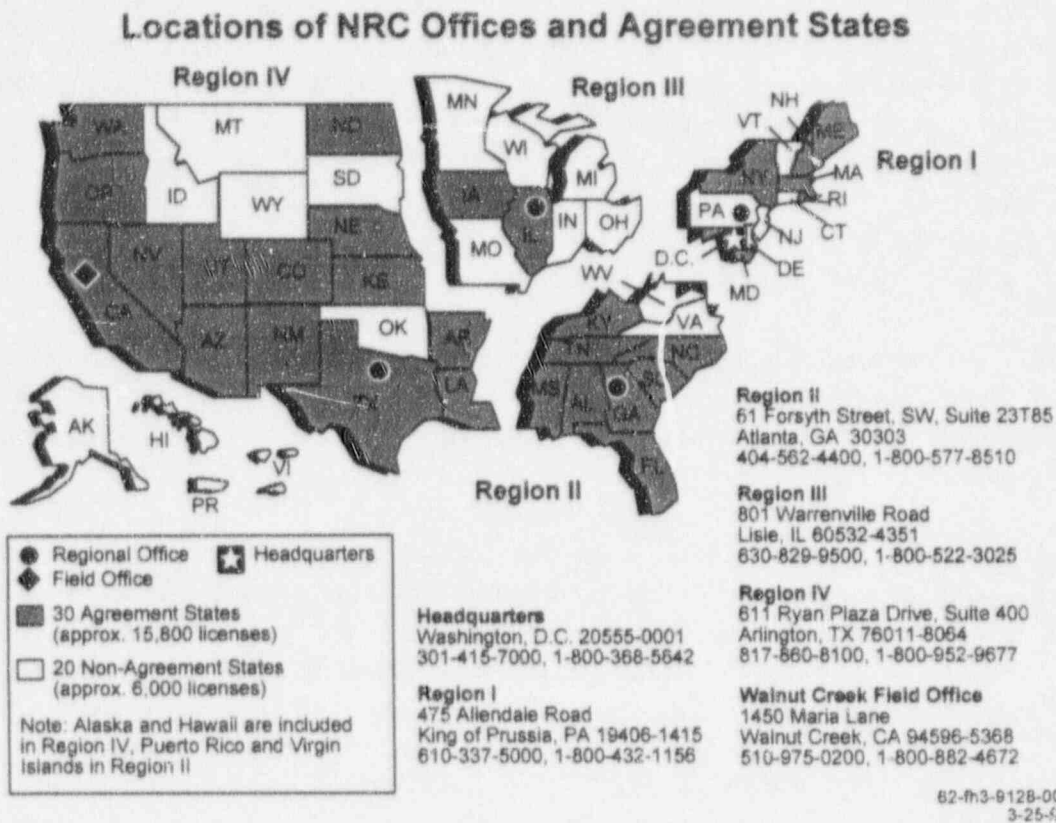 Locations of NRC Offices and Agreement States
Region IV
Region III
Region I
Region II
WA
MT
ND
OR
ID
WY
SD
NE
NV
UT
CO
KS
CA
AZ
NM
OK
TX
AR
LA
AK
HI
PR
VI
MN
WI
MI
IA
IL
IN
OH
MO
NH
VT
ME
NY
MA
RI
CT
PA
NJ
D.C.
DE
MD
WV
VA
KY
TN
NC
SC
MS
AL
GA
FL
Regional Office
Headquarters
Field Office
30 Agreement States
(approx. 15,800 licenses)
20 Non-Agreement States
(approx. 6,000 licenses)
Note: Alaska and Hawaii are included
in Region IV, Puerto Rico and Virgin
Islands in Region II
Headquarters
Washington, D.C. 20555-0001
301-415-7000, 1-800-368-5642
Region I
475 Allendale Road
King of Prussia, PA 19406-1415
610-337-5000, 1-800-432-1156
Region II
61 Forsyth Street, SW, Suite 23T85
Atlanta, GA 30303
404-562-4400, 1-800-577-8510
Region III
801 Warrenville Road
Lisle, IL 60532-4351
630-829-9500, 1-800-522-3025
Region IV
611 Ryan Plaza Drive, Suite 400
Arlington, TX 76011-8064
817-860-8100, 1-800-952-9677
Walnut Creek Field Office
1450 Maria Lane
Walnut Creek, CA 94596-5368
510-975-0200, 1-800-882-4672